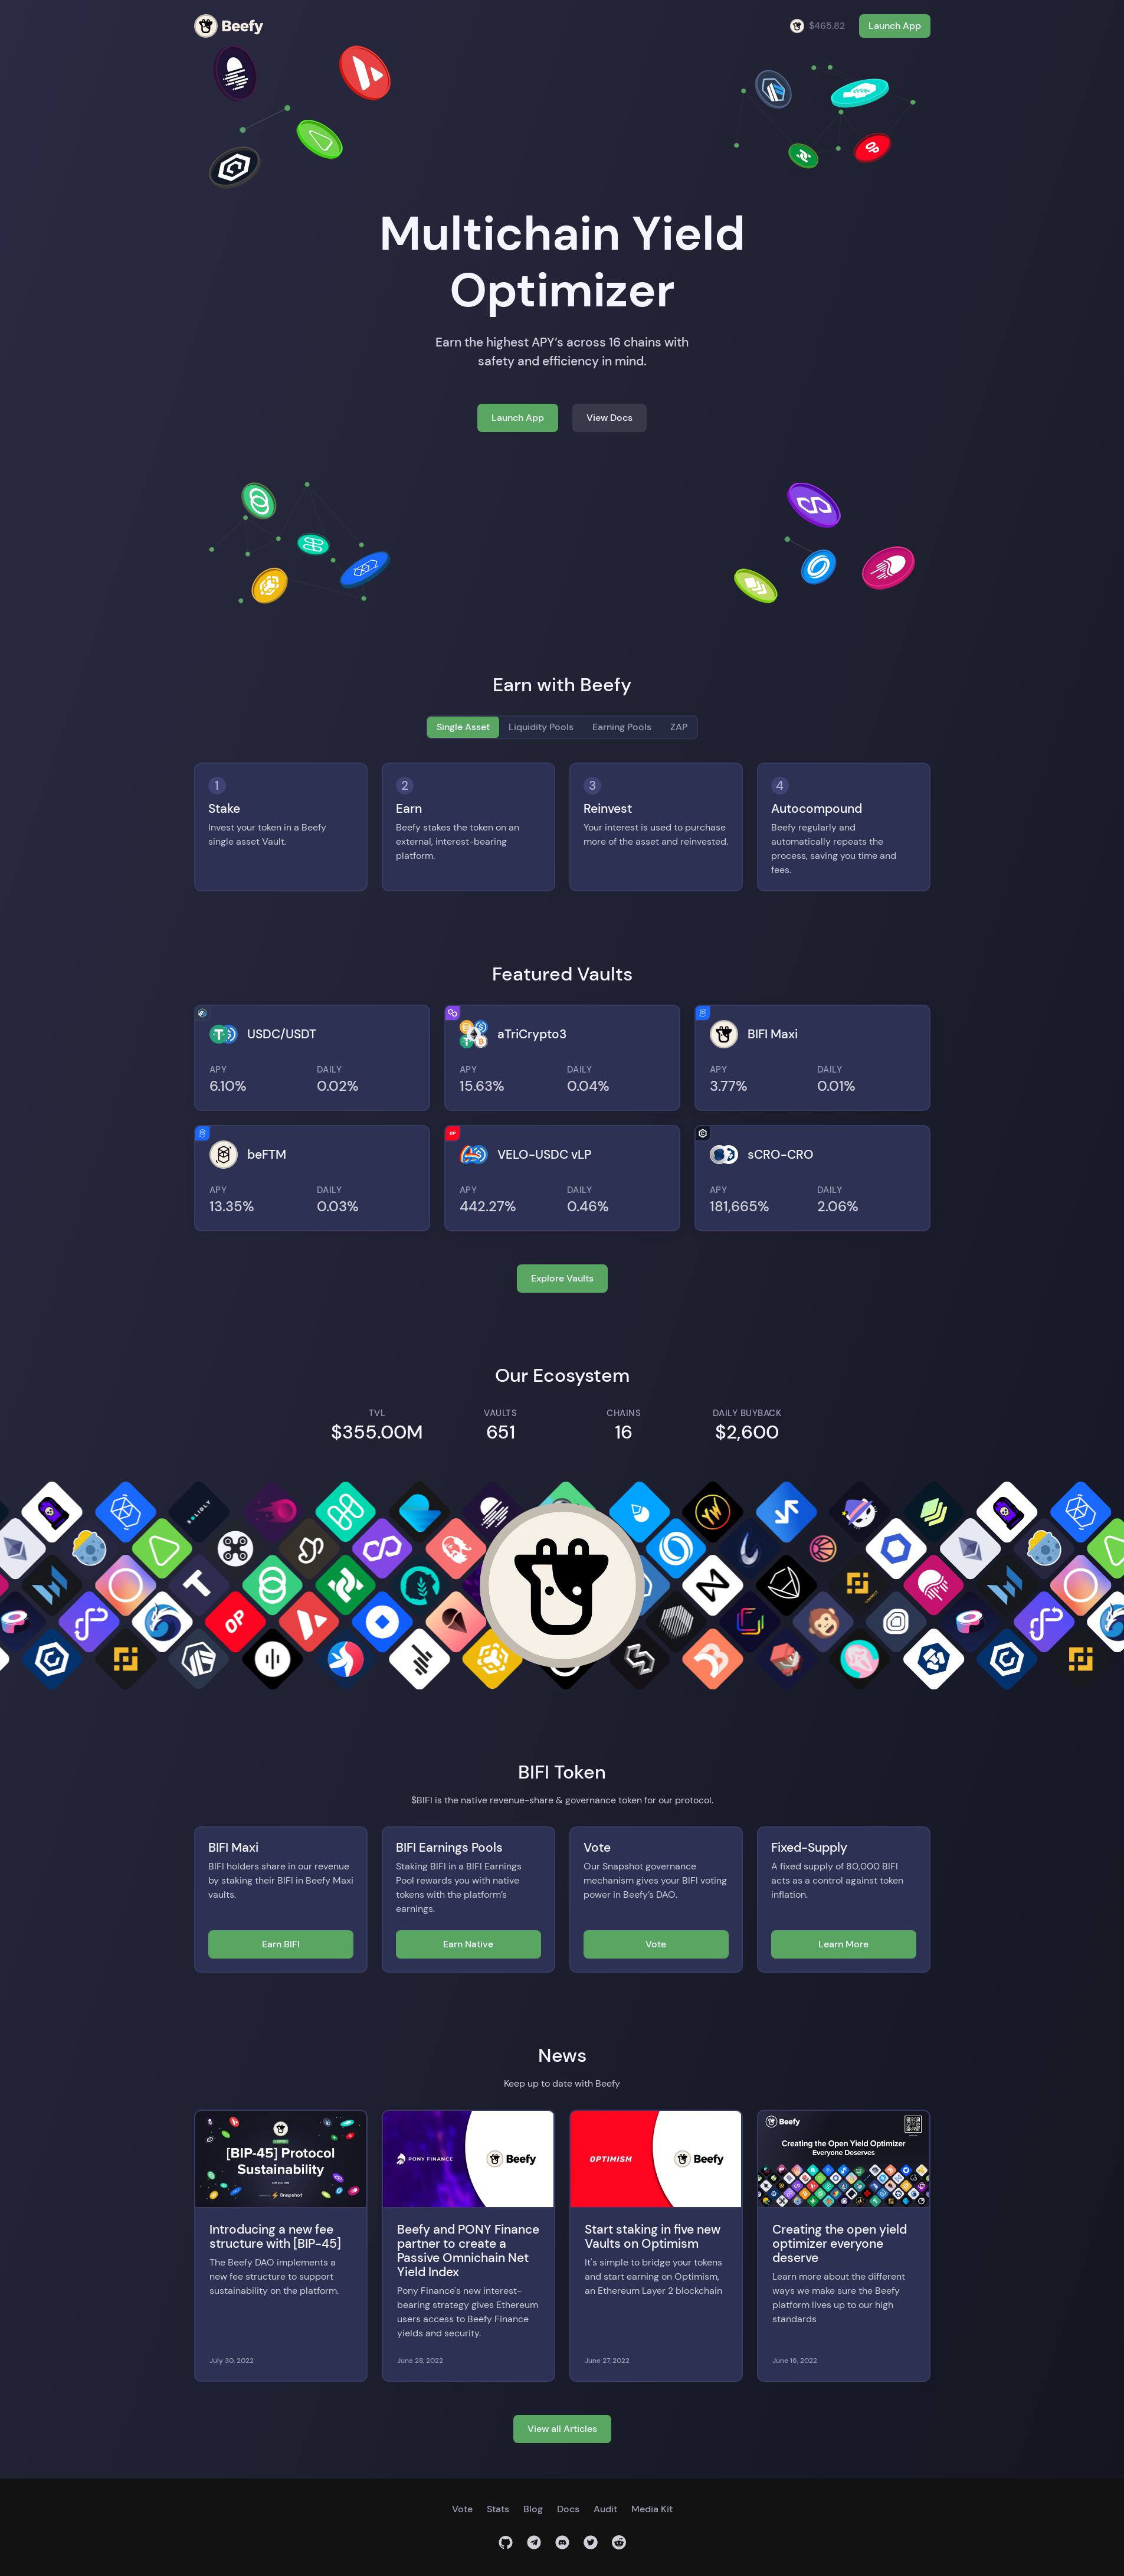 Beefy
$465.82
Launch App
Multichain Yield
Optimizer
Earn the highest APY's across 16 chains with
safety and efficiency in mind.
Launch App
View Docs
Earn with Beefy
Single Asset
Liquidity Pools
Earning Pools
ZAP
1
Stake
Invest your token in a Beefy
single asset Vault.
2
Earn
Beefy stakes the token on an
external, interest-bearing
platform.
3
Reinvest
Your interest is used to purchase
more of the asset and reinvested.
4
Autocompound
Beefy regularly and
automatically repeats the
process, saving you time and
fees.
Featured Vaults
USDC/USDT
APY
6.10%
DAILY
0.02%
aTriCrypto3
APY
15.63%
DAILY
0.04%
BIFI Maxi
APY
3.77%
DAILY
0.01%
beFTM
APY
13.35%
DAILY
0.03%
OP
VELO-USDC vLP
APY
442.27%
DAILY
0.46%
sCRO-CRO
APY
181,665%
DAILY
2.06%
Explore Vaults
Our Ecosystem
TVL
$355.00M
VAULTS
651
CHAINS
16
DAILY BUYBACK
$2,600
SOLIDLY
OP
BIFI Token
$BIFI is the native revenue-share & governance token for our protocol.
BIFI Maxi
BIFI holders share in our revenue
by staking their BIFI in Beefy Maxi
vaults.
Earn BIFI
BIFI Earnings Pools
Staking BIFI in a BIFI Earnings
Pool rewards you with native
tokens with the platform's
earnings.
Earn Native
Vote
Our Snapshot governance
mechanism gives your BIFI voting
power in Beefy's DAO.
Vote
Fixed-Supply
A fixed supply of 80,000 BIFI
acts as a control against token
inflation.
Learn More
News
Keep up to date with Beefy
[BIP-45] Protocol
Sustainability
Snapshot
Introducing a new fee
structure with [BIP-45]
The Beefy DAO implements a
new fee structure to support
sustainability on the platform.
July 30, 2022
PONY FINANCE
Beefy
Beefy and PONY Finance
partner to create a
Passive Omnichain Net
Yield Index
Pony Finance's new interest-
bearing strategy gives Ethereum
users access to Beefy Finance
yields and security.
June 28, 2022
OPTIMISM
Beefy
Start staking in five new
Vaults on Optimism
It's simple to bridge your tokens
and start earning on Optimism,
an Ethereum Layer 2 blockchain
June 27, 2022
Beefy
Creating the Open Yield Optimizer
Everyone Deserves
Creating the open yield
optimizer everyone
deserve
Learn more about the different
ways we make sure the Beefy
platform lives up to our high
standards
June 16, 2022
View all Articles
Vote
Stats
Blog
Docs
Audit
Media Kit